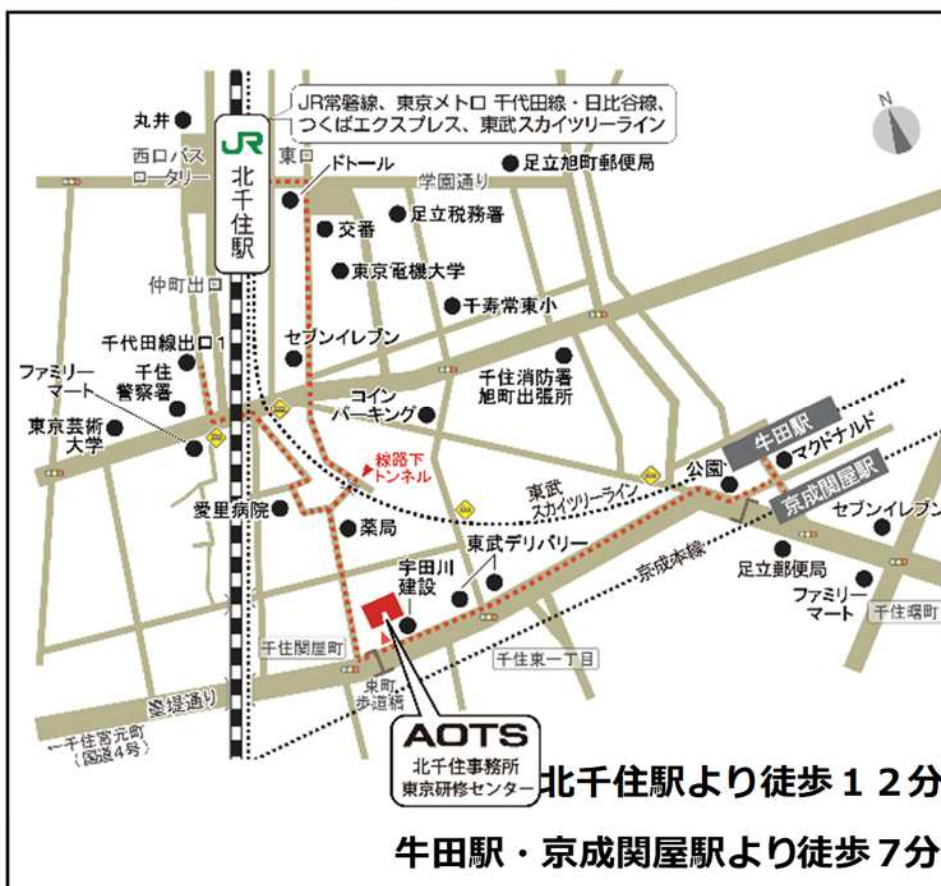 JR常磐線、東京メトロ 千代田線・日比谷線、
つくばエクスプレス、東武スカイツリーライン
N
丸井
JR
北千住駅
西口バス
ロータリー
東口
ドトール
足立旭町郵便局
学園通り
足立税務署
交番
東京電機大学
仲町出口
千寿常東小
千代田線出口1
セブンイレブン
ファミリー
マート
千住
警察署
千住消防署
旭町出張所
コイン
パーキング
東京芸術
大学
牛田駅
マクドナルド
線路下
トンネル
公園
京成関屋駅
東武
スカイツリーライン
愛里病院
セブンイレブン
薬局
東武デリバリー
京成本線
宇田川
建設
足立郵便局
ファミリー
マート
千住曙町
千住関屋町
千住東一丁目
墨堤通り
東町
歩道橋
←千住宮元町
(国道4号)
AOTS
北千住事務所
東京研修センター
北千住駅より徒歩12分
牛田駅・京成関屋駅より徒歩7分